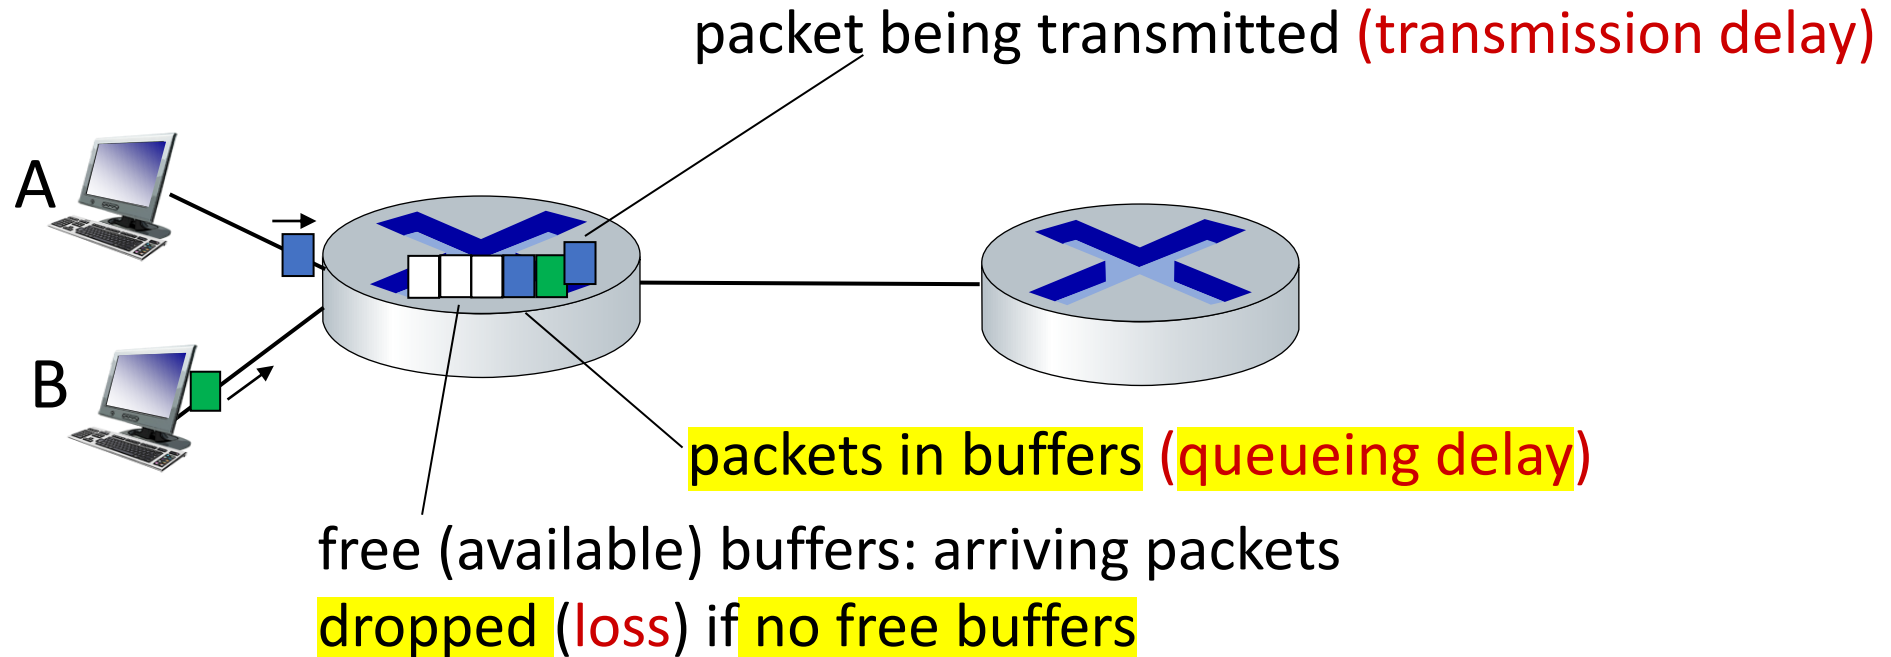 packet being transmitted (transmission delay)
A
B
packets in buffers (queueing delay)
free (available) buffers: arriving packets
dropped (loss) if no free buffers